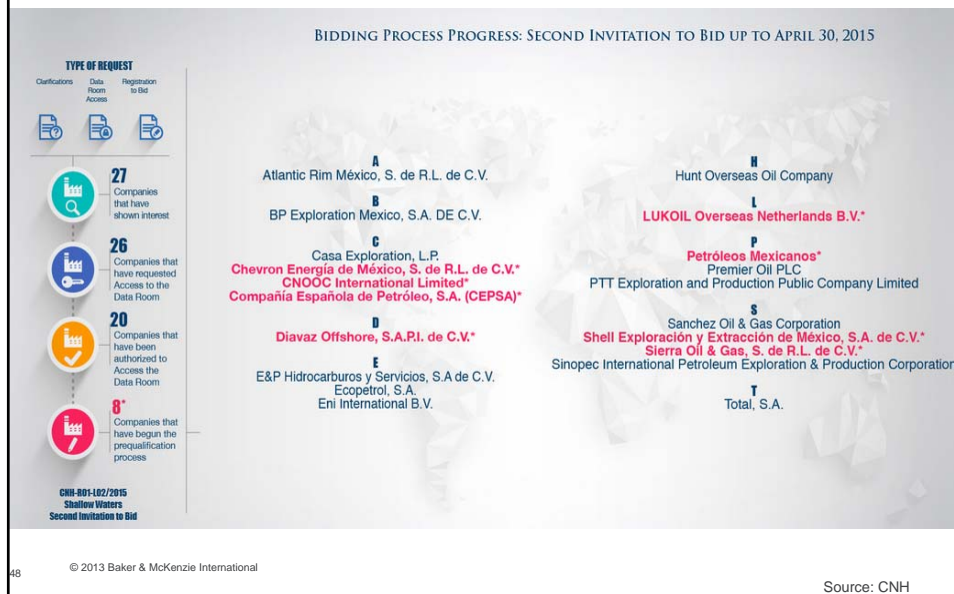 BIDDING PROCESS PROGRESS: SECOND INVITATION TO BID UP TO APRIL 30, 2015
TYPE OF REQUEST
Clarifications
Data
Room
Access
Registration
to Bid
27
Companies
that have
shown interest
26
Companies that
have requested
Access to the
Data Room
20
Companies that
have been
authorized to
Access the
Data Room
8*
Companies that
have begun the
prequalification
process
CNH-R01-L02/2015
Shallow Waters
Second Invitation to Bid
A
Atlantic Rim México, S. de R.L. de C.V.
B
BP Exploration Mexico, S.A. DE C.V.
C
Casa Exploration, L.P.
Chevron Energía de México, S. de R.L. de C.V.*
CNOOC International Limited*
Compañía Española de Petróleo, S.A. (CEPSA)*
D
Diavaz Offshore, S.A.P.I. de C.V.*
E
E&P Hidrocarburos y Servicios, S.A de C.V.
Ecopetrol, S.A.
Eni International B.V.
H
Hunt Overseas Oil Company
L
LUKOIL Overseas Netherlands B.V.*
P
Petróleos Mexicanos*
Premier Oil PLC
PTT Exploration and Production Public Company Limited
S
Sanchez Oil & Gas Corporation
Shell Exploración y Extracción de México, S.A. de C.V.*
Sierra Oil & Gas, S. de R.L. de C.V.*
Sinopec International Petroleum Exploration & Production Corporation
T
Total, S.A.
48
© 2013 Baker & McKenzie International
Source: CNH